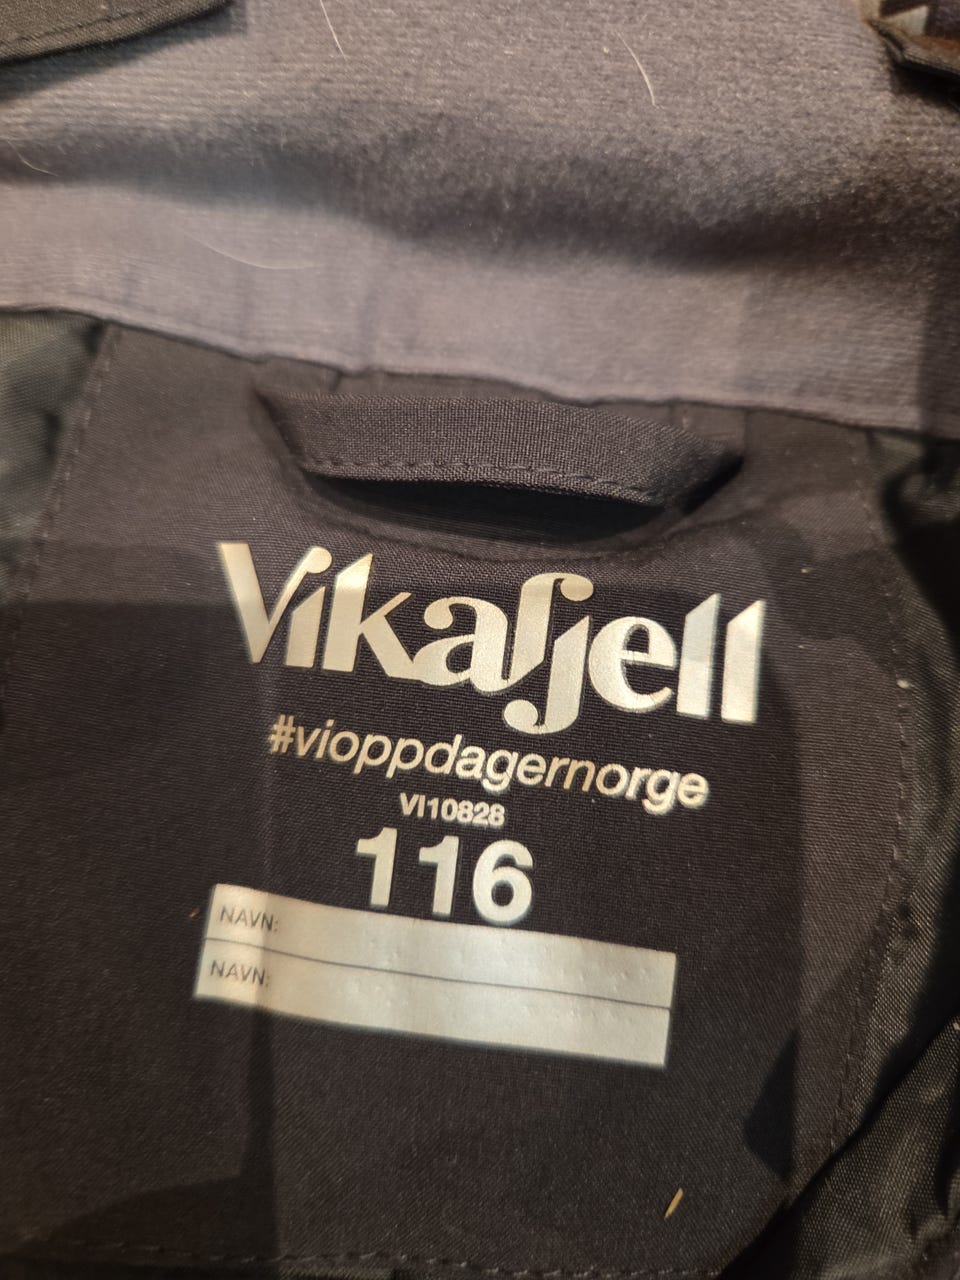 Vikafjell
#vioppdagernorge
VI10828
116
NAVN:
NAVN: